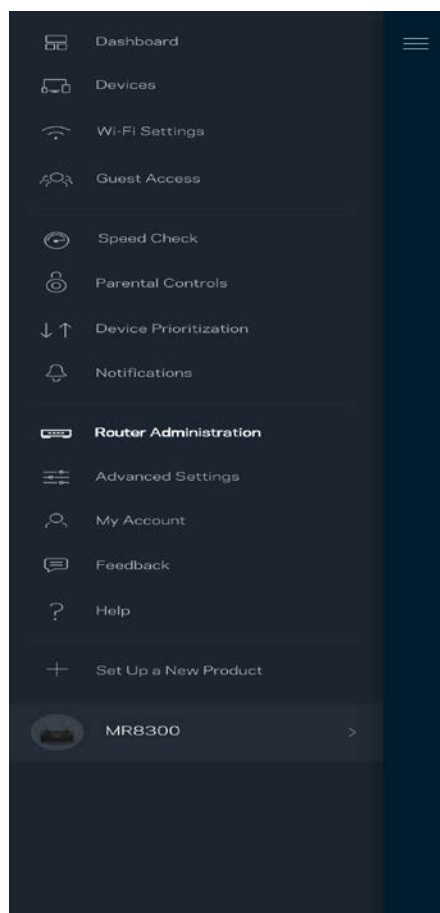 Dashboard
Devices
Wi-Fi Settings
Guest Access
Speed Check
Parental Controls
Device Prioritization
Notifications
Router Administration
Advanced Settings
My Account
Feedback
Help
Set Up a New Product
MR8300